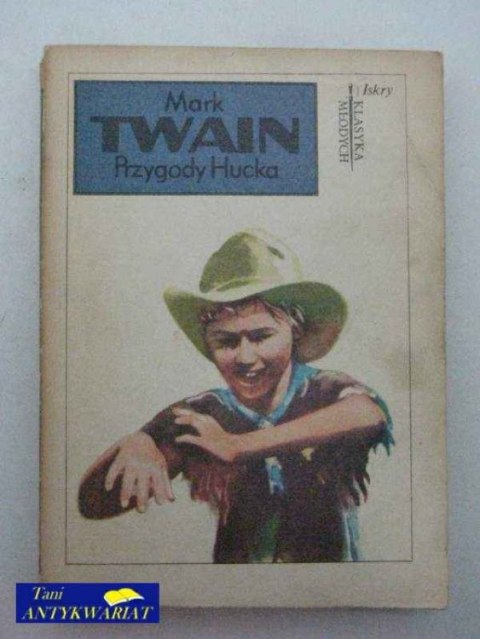 Mark
TWAIN
Przygody Hucka
Iskry
KLASYKA
MŁODYCH
Tani
ANTYKWARIAT